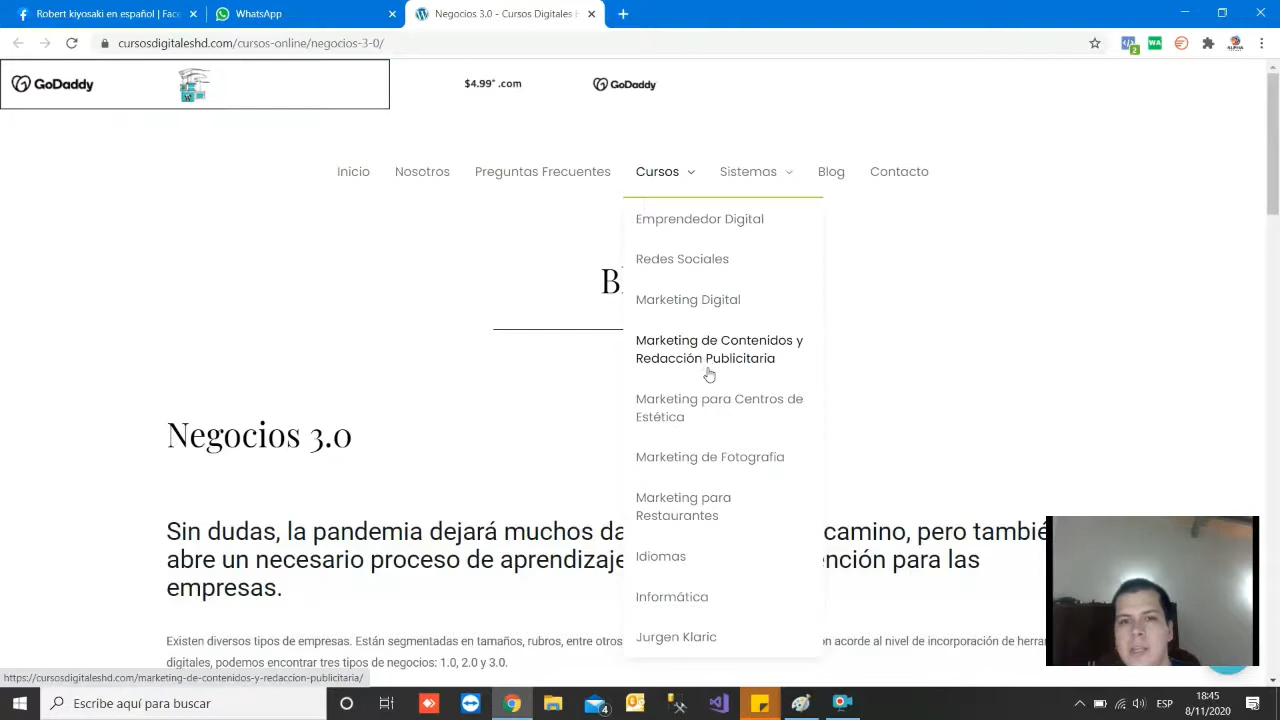 Robert kiyosaki en español | Face
WhatsApp
Negocios 3.0 - Cursos Digitales H
cursosdigitaleshd.com/cursos-online/negocios-3-0/
2
WA
GoDaddy
$4.99* .com
GoDaddy
Inicio
Nosotros
Preguntas Frecuentes
Cursos
Sistemas
Blog
Contacto
Emprendedor Digital
Redes Sociales
Marketing Digital
Marketing de Contenidos y
Redacción Publicitaria
Marketing para Centros de
Estética
Marketing de Fotografía
Marketing para
Restaurantes
Idiomas
Informática
Jurgen Klaric
Negocios 3.0
Sin dudas, la pandemia dejará muchos camino, pero también
abre un necesario proceso de aprendizaje para las
empresas.
Existen diversos tipos de empresas. Están segmentadas en tamaños, rubros, entre otros acorde al nivel de incorporación de
digitales, podemos encontrar tres tipos de negocios: 1.0, 2.0 y 3.0.
https://cursosdigitaleshd.com/marketing-de-contenidos-y-redaccion-publicitaria/
Escribe aquí para buscar
4
ESP
18:45
8/11/2020